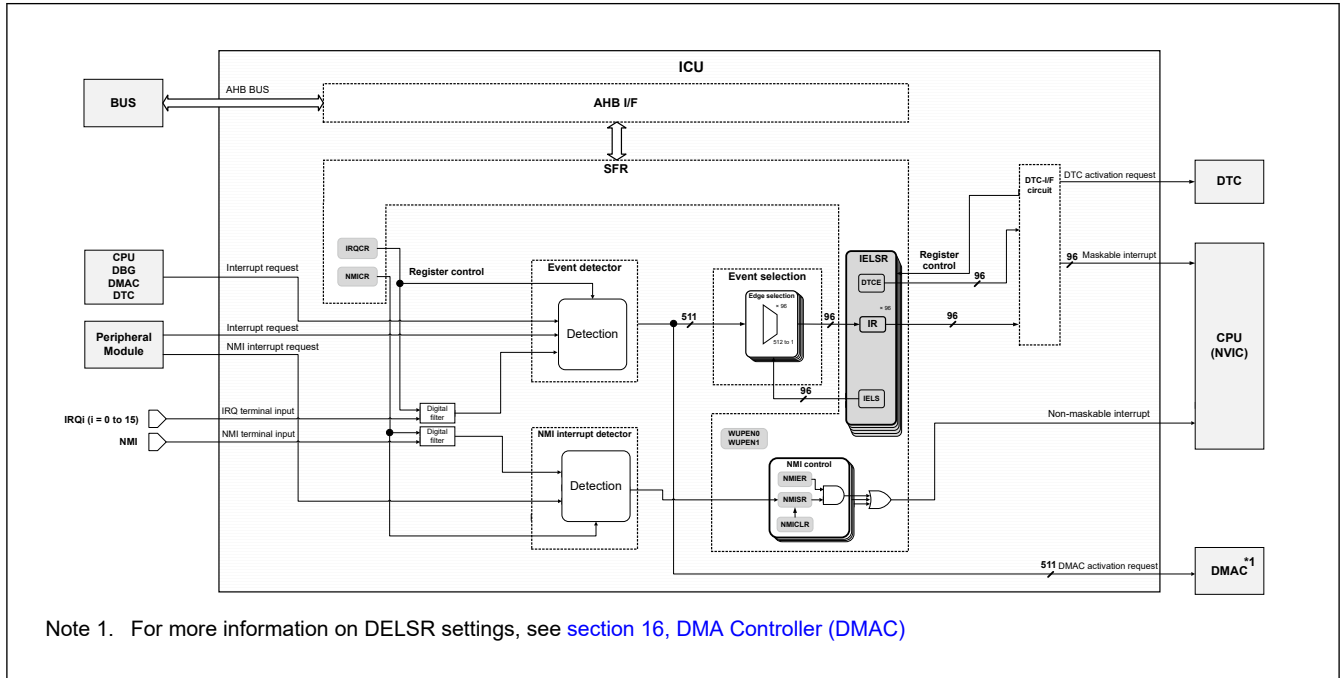 ICU
BUS
AHB BUS
AHB I/F
SFR
DTC-I/F
circuit
DTC activation request
DTC
IRQCR
NMICR
Register control
CPU
DBG
DMAC
DTC
Interrupt request
Event detector
Detection
511
Event selection
Edge selection
= 96
512 to 1
96
96
IELSR
DTCE
= 96
IR
IELS
Register
control
96
96
96 Maskable interrupt
CPU
(NVIC)
Peripheral
Module
Interrupt request
NMI interrupt request
IRQi (i = 0 to 15)
IRQ terminal input
Digital
filter
NMI
NMI terminal input
Digital
filter
NMI interrupt detector
Detection
WUPEN0
WUPEN1
NMI control
NMIER
NMISR
NMICLR
Non-maskable interrupt
511 DMAC activation request
DMAC*1
Note 1. For more information on DELSR settings, see section 16, DMA Controller (DMAC)